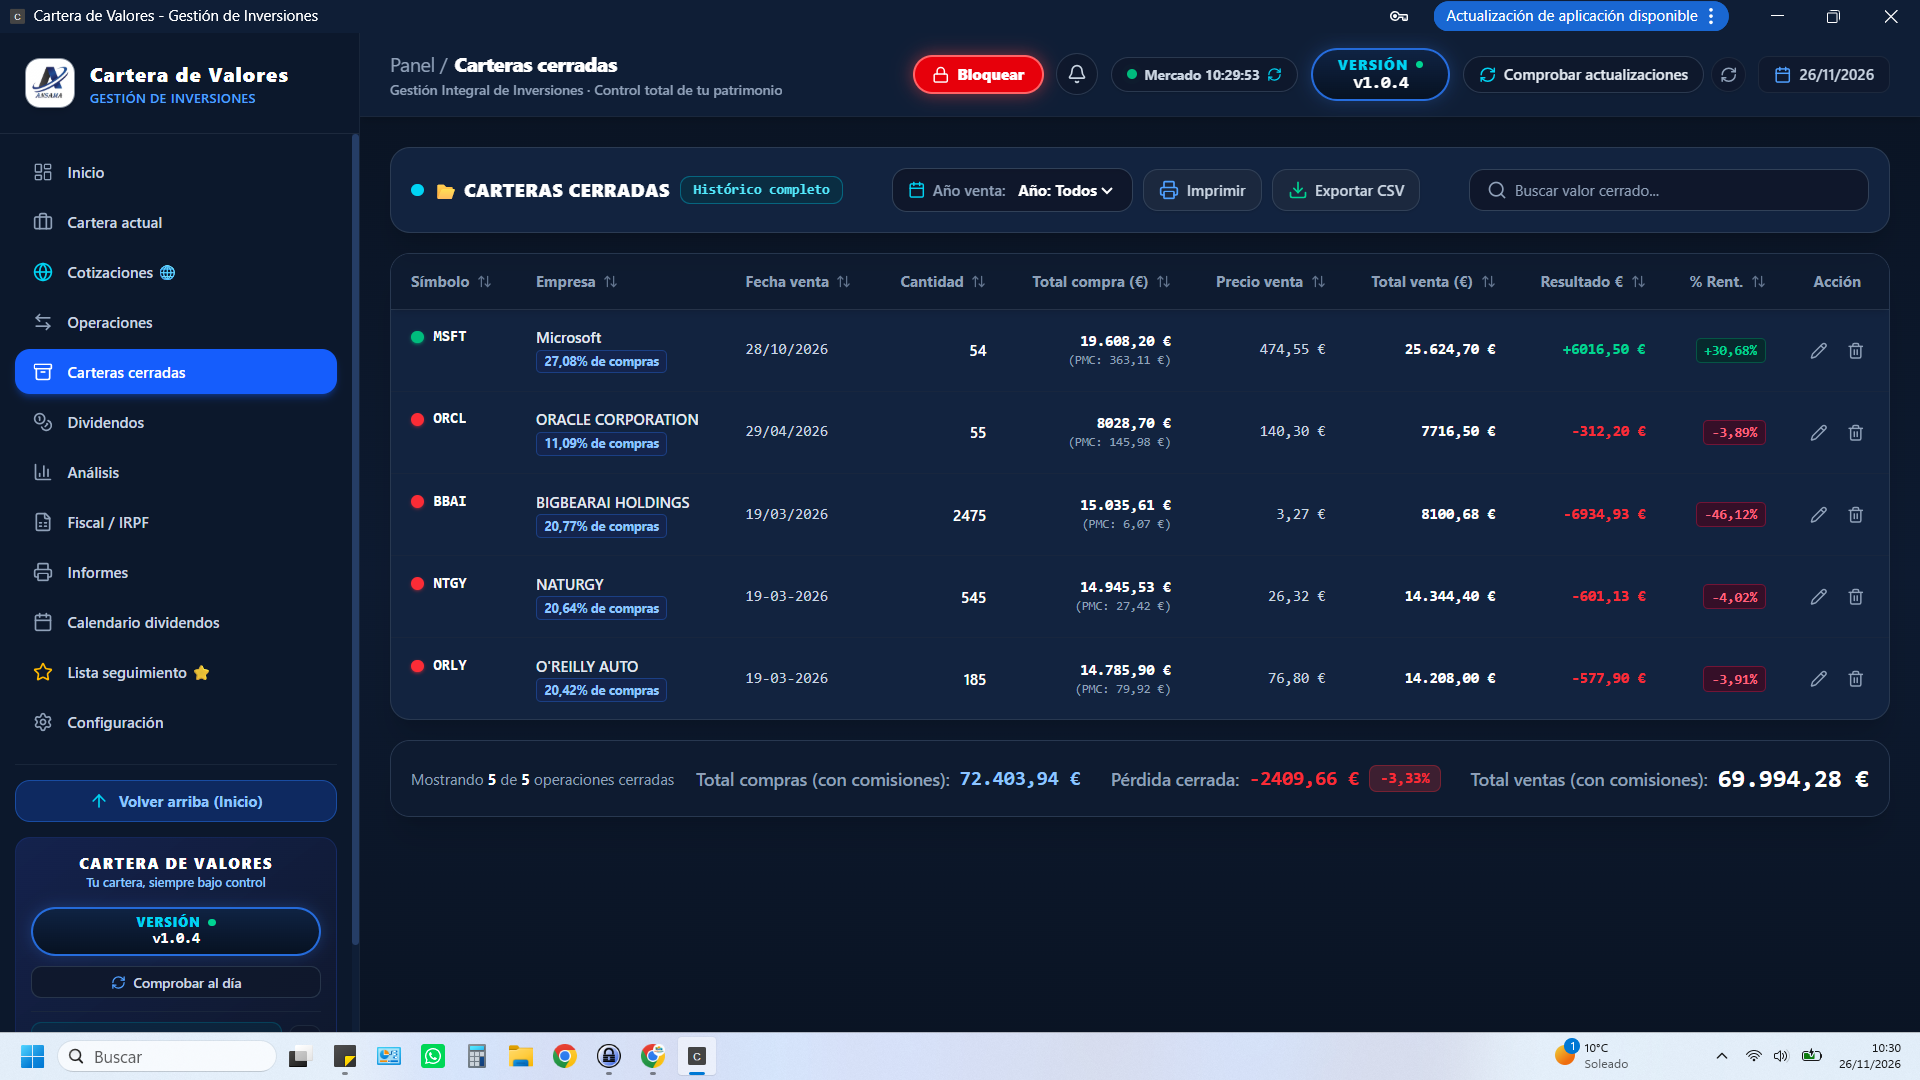 Cartera de Valores - Gestión de Inversiones
Actualización de aplicación disponible
Cartera de Valores
GESTIÓN DE INVERSIONES
ANSAMA
Panel / Carteras cerradas
Gestión Integral de Inversiones · Control total de tu patrimonio
Bloquear
Mercado 10:29:53
VERSIÓN
v1.0.4
Comprobar actualizaciones
26/11/2026
Inicio
Cartera actual
Cotizaciones
Operaciones
Carteras cerradas
Dividendos
Análisis
Fiscal / IRPF
Informes
Calendario dividendos
Lista seguimiento
Configuración
Volver arriba (Inicio)
CARTERA DE VALORES
Tu cartera, siempre bajo control
VERSIÓN
v1.0.4
Comprobar al día
CARTERAS CERRADAS
Histórico completo
Año venta: Año: Todos
Imprimir
Exportar CSV
Buscar valor cerrado...
Símbolo Empresa Fecha venta Cantidad Total compra (€) Precio venta Total venta (€) Resultado € % Rent. Acción
MSFT Microsoft 28/10/2026 54 19.608,20 € 474,55 € 25.624,70 € +6016,50 € +30,68%
27,08% de compras (PMC: 363,11 €)
ORCL ORACLE CORPORATION 29/04/2026 55 8028,70 € 140,30 € 7716,50 € -312,20 € -3,89%
11,09% de compras (PMC: 145,98 €)
BBAI BIGBEARAI HOLDINGS 19/03/2026 2475 15.035,61 € 3,27 € 8100,68 € -6934,93 € -46,12%
20,77% de compras (PMC: 6,07 €)
NTGY NATURGY 19-03-2026 545 14.945,53 € 26,32 € 14.344,40 € -601,13 € -4,02%
20,64% de compras (PMC: 27,42 €)
ORLY O'REILLY AUTO 19-03-2026 185 14.785,90 € 76,80 € 14.208,00 € -577,90 € -3,91%
20,42% de compras (PMC: 79,92 €)
Mostrando 5 de 5 operaciones cerradas Total compras (con comisiones): 72.403,94 € Pérdida cerrada: -2409,66 € -3,33% Total ventas (con comisiones): 69.994,28 €
Buscar
1
10°C
Soleado
10:30
26/11/2026